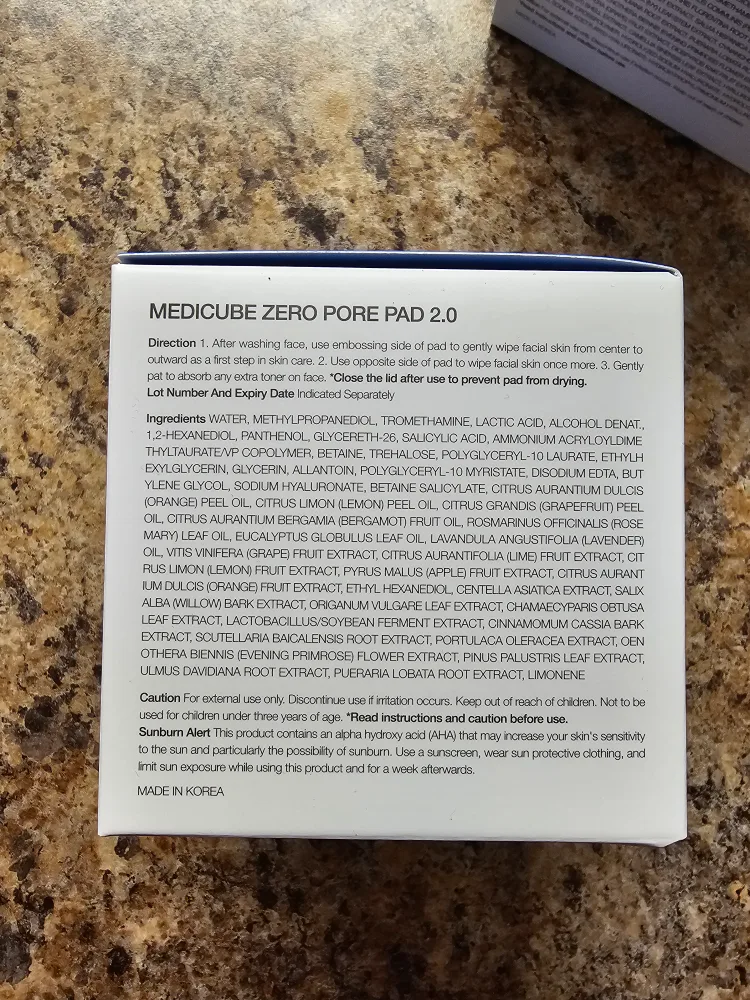 MEDICUBE ZERO PORE PAD 2.0
Direction 1. After washing face, use embossing side of pad to gently wipe facial skin from center to
outward as a first step in skin care. 2. Use opposite side of pad to wipe facial skin once more. 3. Gently
pat to absorb any extra toner on face. *Close the lid after use to prevent pad from drying.
Lot Number And Expiry Date Indicated Separately
Ingredients WATER, METHYLPROPANEDIOL, TROMETHAMINE, LACTIC ACID, ALCOHOL DENAT.,
1,2-HEXANEDIOL, PANTHENOL, GLYCERETH-26, SALICYLIC ACID, AMMONIUM ACRYLOYLDIME
THYLTAURATE/VP COPOLYMER, BETAINE, TREHALOSE, POLYGLYCERYL-10 LAURATE, ETHYLH
EXYLGLYCERIN, GLYCERIN, ALLANTOIN, POLYGLYCERYL-10 MYRISTATE, DISODIUM EDTA, BUT
YLENE GLYCOL, SODIUM HYALURONATE, BETAINE SALICYLATE, CITRUS AURANTIUM DULCIS
(ORANGE) PEEL OIL, CITRUS LIMON (LEMON) PEEL OIL, CITRUS GRANDIS (GRAPEFRUIT) PEEL
OIL, CITRUS AURANTIUM BERGAMIA (BERGAMOT) FRUIT OIL, ROSMARINUS OFFICINALIS (ROSE
MARY) LEAF OIL, EUCALYPTUS GLOBULUS LEAF OIL, LAVANDULA ANGUSTIFOLIA (LAVENDER)
OIL, VITIS VINIFERA (GRAPE) FRUIT EXTRACT, CITRUS AURANTIFOLIA (LIME) FRUIT EXTRACT, CIT
RUS LIMON (LEMON) FRUIT EXTRACT, PYRUS MALUS (APPLE) FRUIT EXTRACT, CITRUS AURANT
IUM DULCIS (ORANGE) FRUIT EXTRACT, ETHYL HEXANEDIOL, CENTELLA ASIATICA EXTRACT, SALIX
ALBA (WILLOW) BARK EXTRACT, ORIGANUM VULGARE LEAF EXTRACT, CHAMAECYPARIS OBTUSA
LEAF EXTRACT, LACTOBACILLUS/SOYBEAN FERMENT EXTRACT, CINNAMOMUM CASSIA BARK
EXTRACT, SCUTELLARIA BAICALENSIS ROOT EXTRACT, PORTULACA OLERACEA EXTRACT, OEN
OTHERA BIENNIS (EVENING PRIMROSE) FLOWER EXTRACT, PINUS PALUSTRIS LEAF EXTRACT,
ULMUS DAVIDIANA ROOT EXTRACT, PUERARIA LOBATA ROOT EXTRACT, LIMONENE
Caution For external use only. Discontinue use if irritation occurs. Keep out of reach of children. Not to be
used for children under three years of age. *Read instructions and caution before use.
Sunburn Alert This product contains an alpha hydroxy acid (AHA) that may increase your skin's sensitivity
to the sun and particularly the possibility of sunburn. Use a sunscreen, wear sun protective clothing, and
limit sun exposure while using this product and for a week afterwards.
MADE IN KOREA